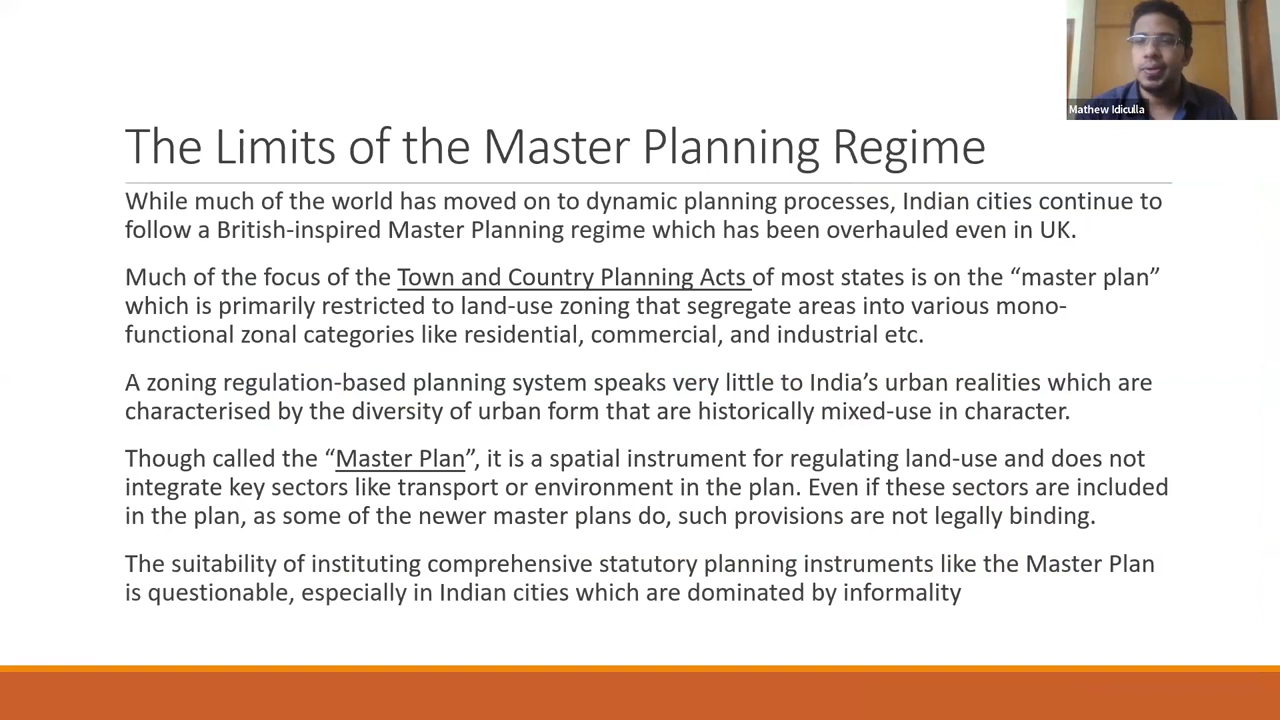 Mathew Idiculla
The Limits of the Master Planning Regime
While much of the world has moved on to dynamic planning processes, Indian cities continue to
follow a British-inspired Master Planning regime which has been overhauled even in UK.
Much of the focus of the Town and Country Planning Acts of most states is on the “master plan”
which is primarily restricted to land-use zoning that segregate areas into various mono-
functional zonal categories like residential, commercial, and industrial etc.
A zoning regulation-based planning system speaks very little to India’s urban realities which are
characterised by the diversity of urban form that are historically mixed-use in character.
Though called the “Master Plan”, it is a spatial instrument for regulating land-use and does not
integrate key sectors like transport or environment in the plan. Even if these sectors are included
in the plan, as some of the newer master plans do, such provisions are not legally binding.
The suitability of instituting comprehensive statutory planning instruments like the Master Plan
is questionable, especially in Indian cities which are dominated by informality